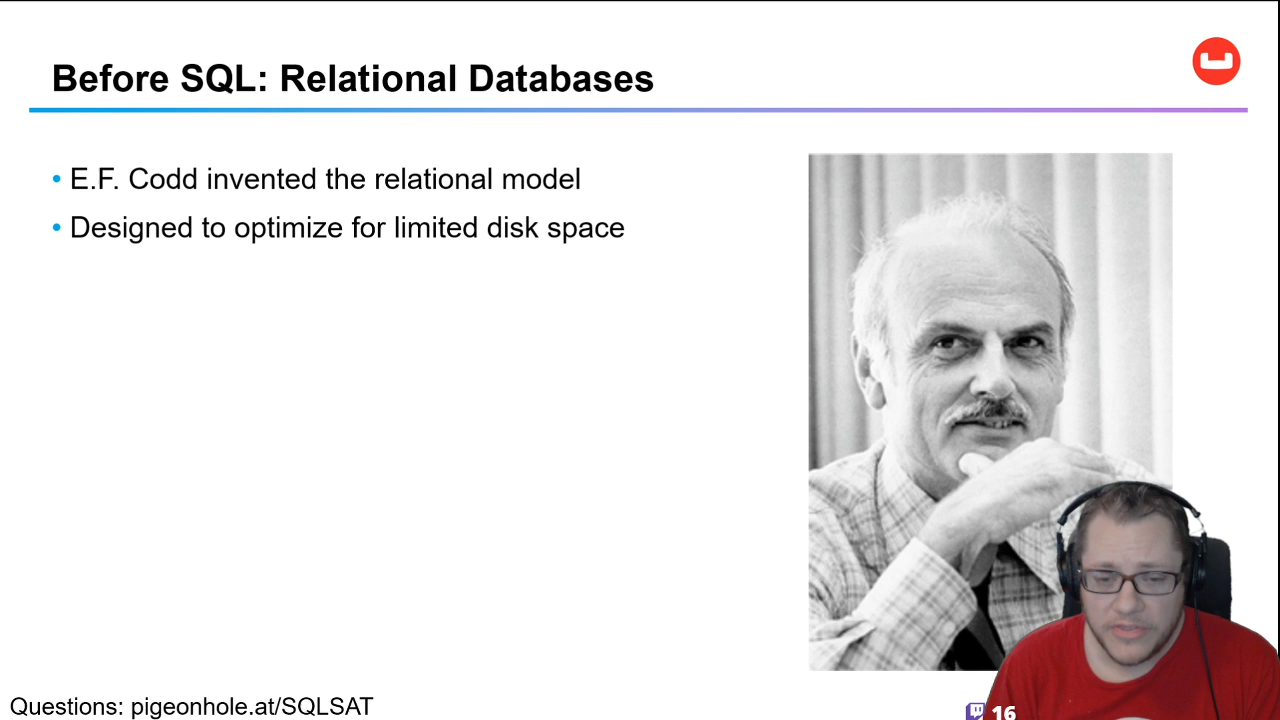 Before SQL: Relational Databases
• E.F. Codd invented the relational model
• Designed to optimize for limited disk space
Questions: pigeonhole.at/SQLSAT
16